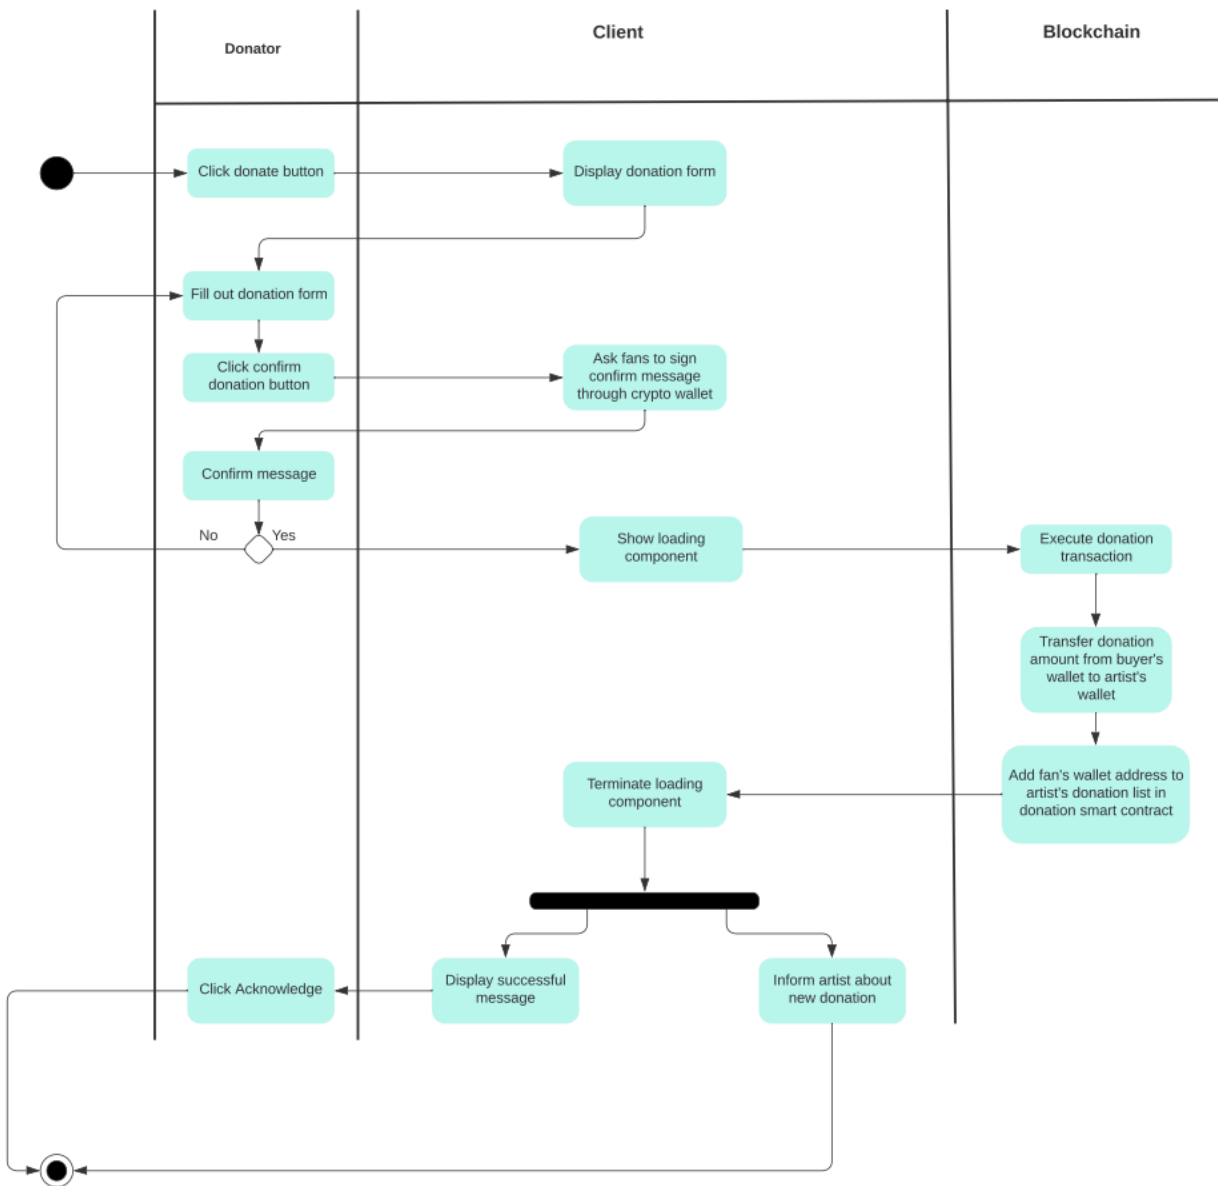 Donator
Client
Blockchain
Click donate button
Display donation form
Fill out donation form
Click confirm
donation button
Ask fans to sign
confirm message
through crypto wallet
Confirm message
No
Yes
Show loading
component
Execute donation
transaction
Transfer donation
amount from buyer's
wallet to artist's
wallet
Add fan's wallet address to
artist's donation list in
donation smart contract
Terminate loading
component
Display successful
message
Inform artist about
new donation
Click Acknowledge